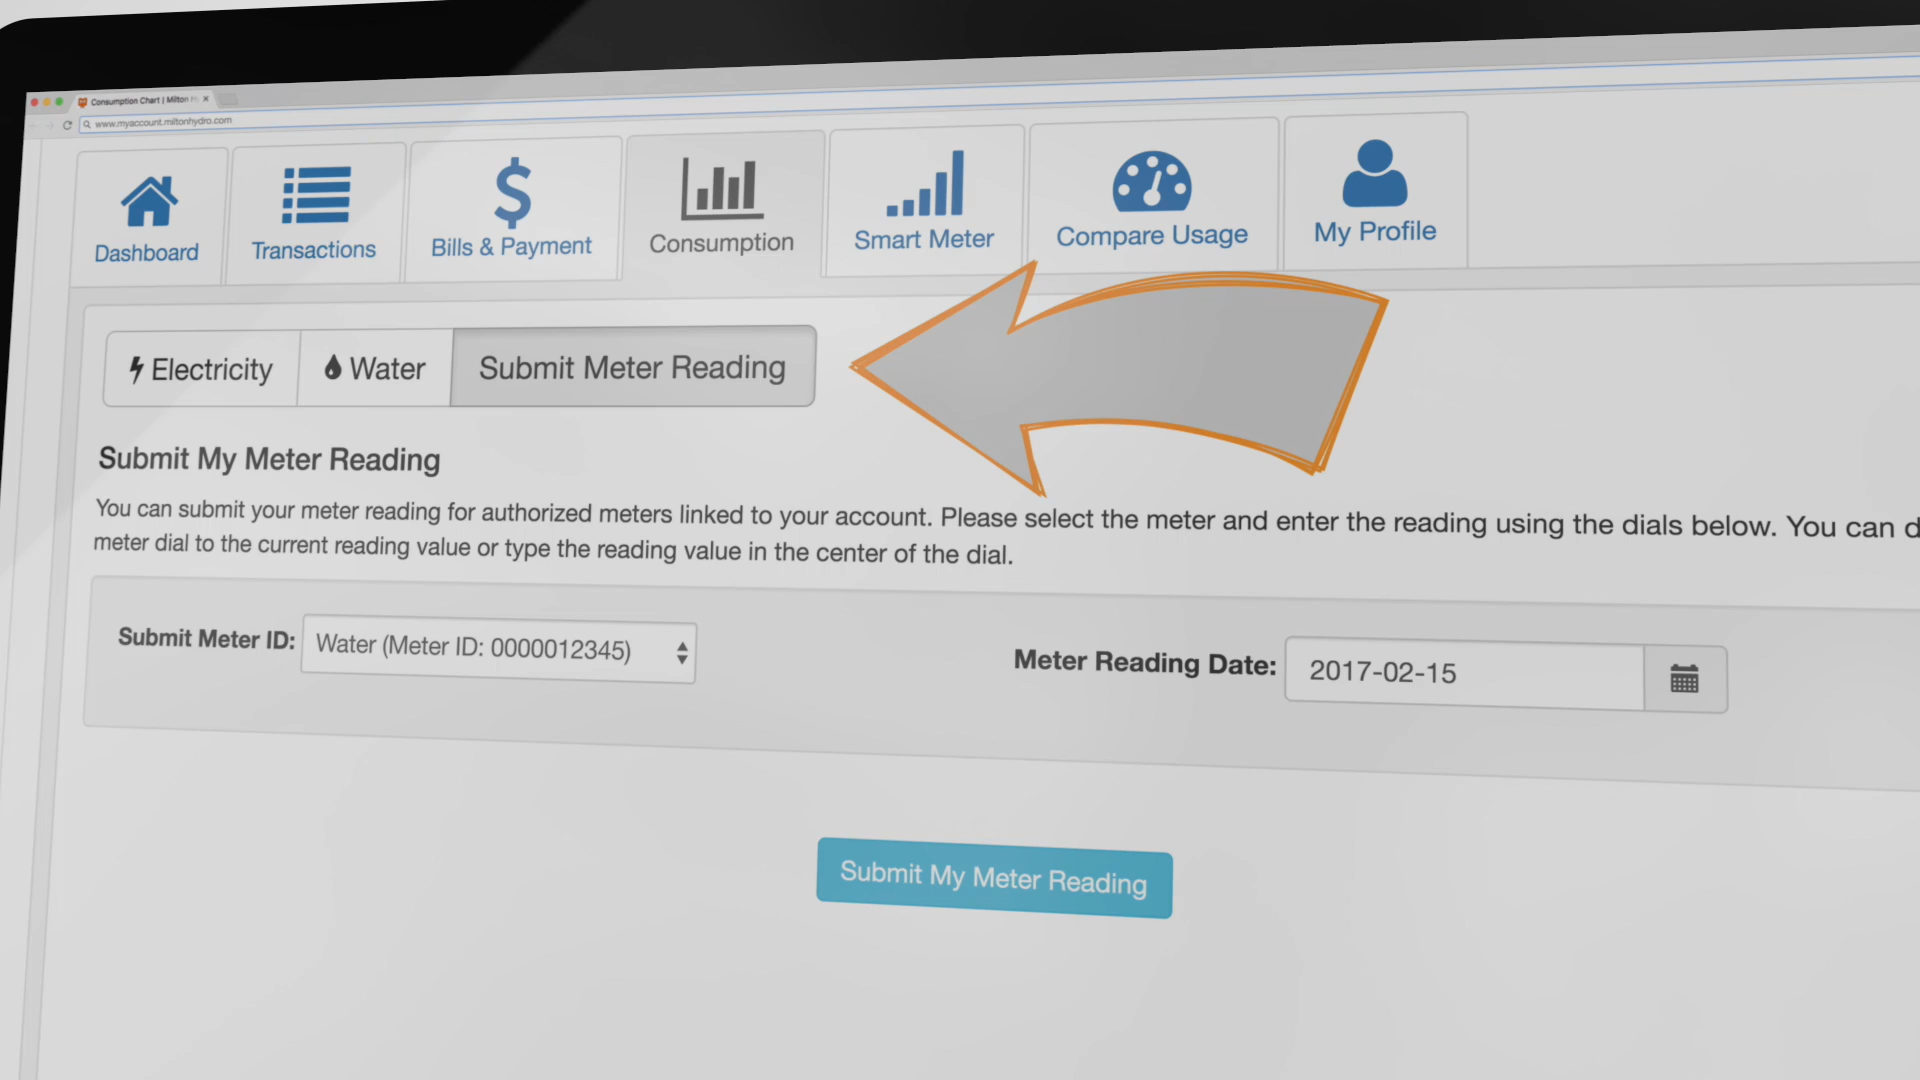 Consumption Chart | Milton
www.myaccount.miltonhydro.com
Dashboard
Transactions
Bills & Payment
Consumption
Smart Meter
Compare Usage
My Profile
Electricity
Water
Submit Meter Reading
Submit My Meter Reading
You can submit your meter reading for authorized meters linked to your account. Please select the meter and enter the reading using the dials below. You can
meter dial to the current reading value or type the reading value in the center of the dial.
Submit Meter ID: Water (Meter ID: 0000012345)
Meter Reading Date: 2017-02-15
Submit My Meter Reading